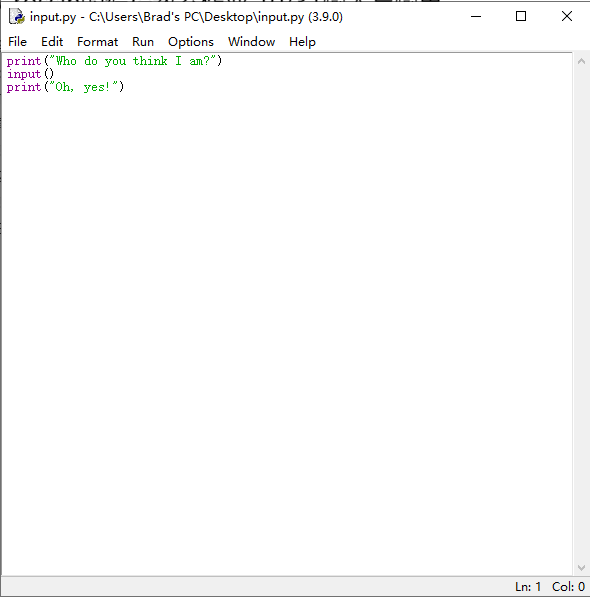 input.py - C:\Users\Brad's PC\Desktop\input.py (3.9.0)
File Edit Format Run Options Window Help
print("Who do you think I am?")
input()
print("Oh, yes!")
Ln: 1 Col: 0